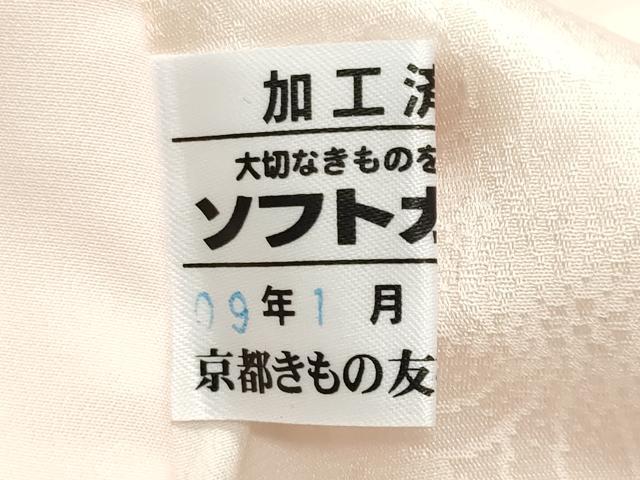 加工済
大切なきものを
ソフトガ
09年1月
京都きもの友